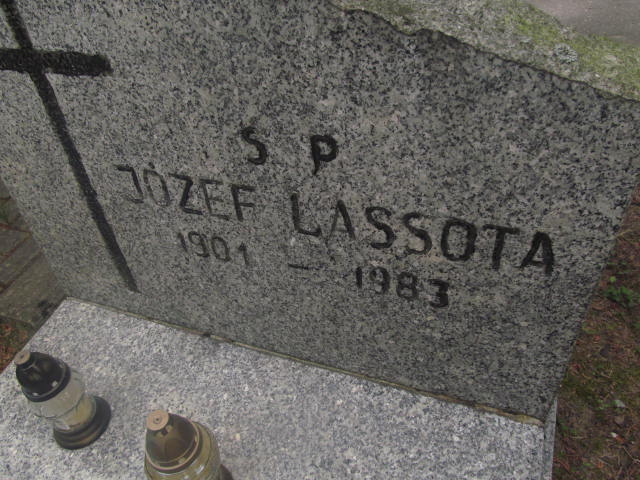 S P
JÓZEF LASSOTA
1901 – 1983